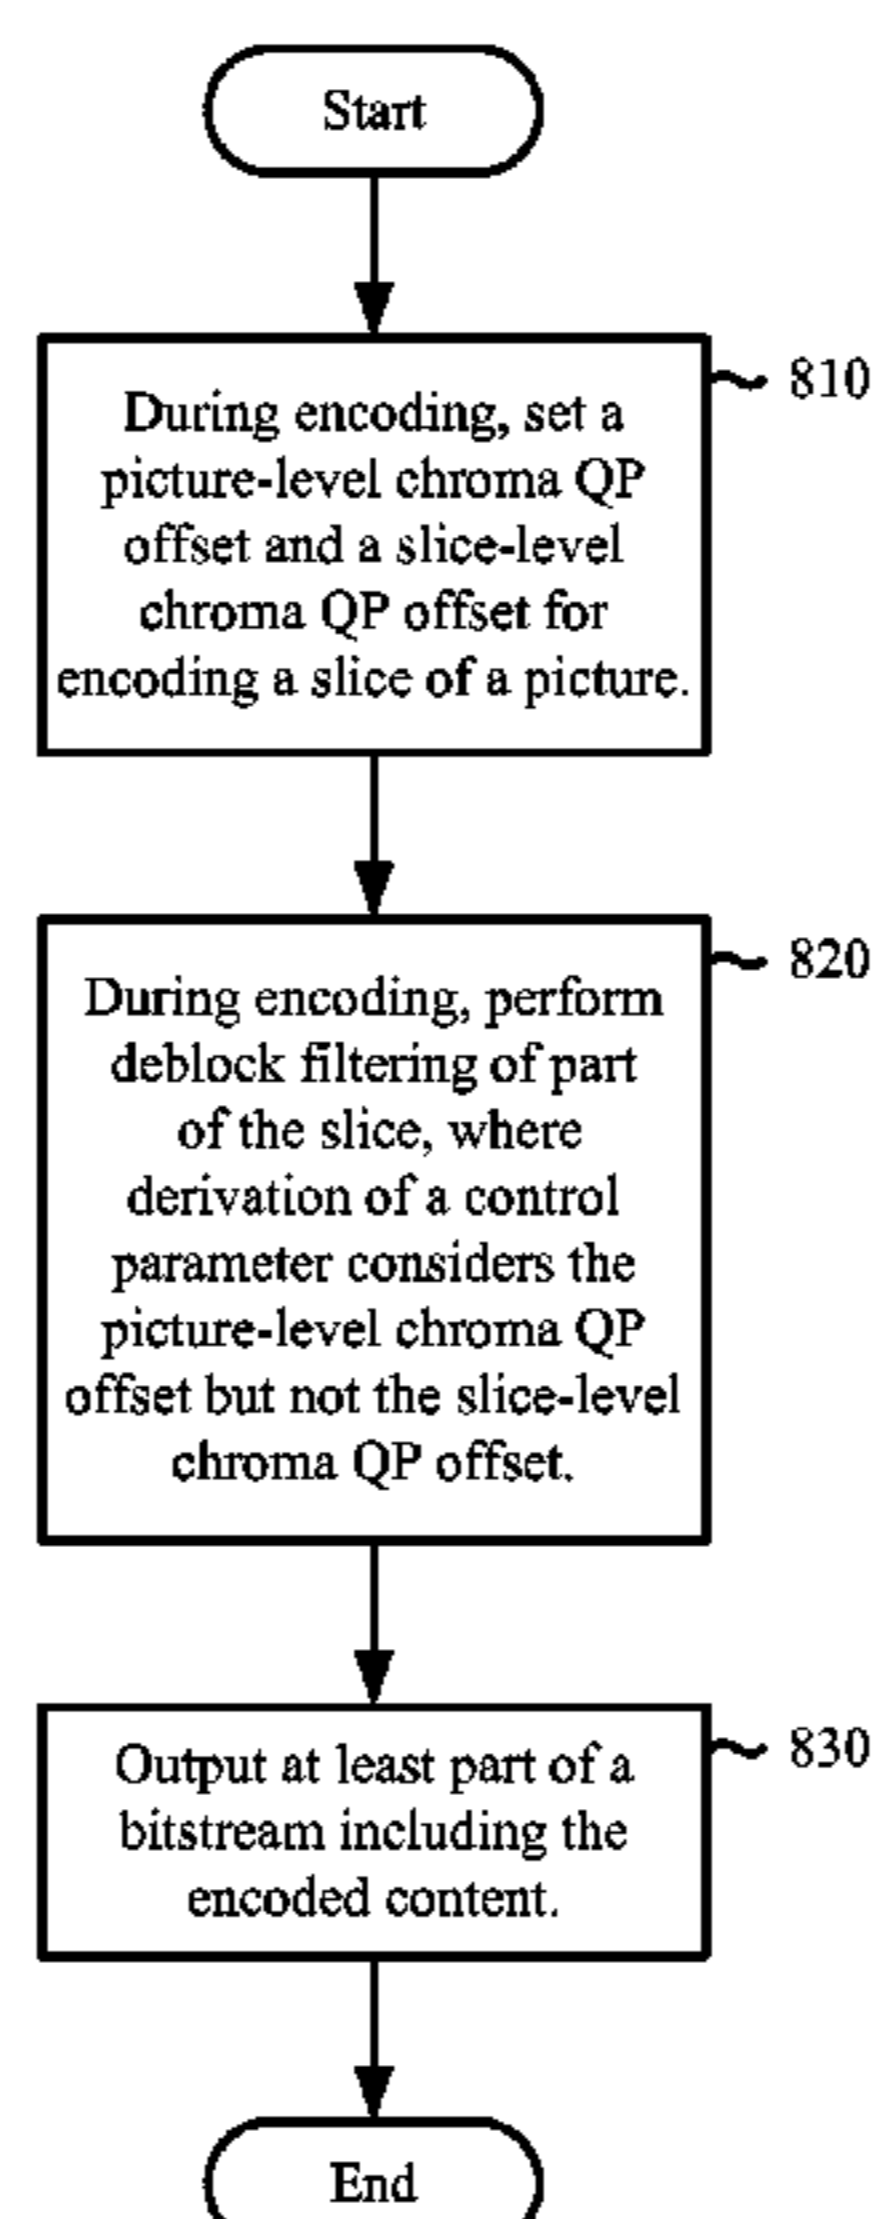 Start
During encoding, set a
picture-level chroma QP
offset and a slice-level
chroma QP offset for
encoding a slice of a picture.
810
During encoding, perform
deblock filtering of part
of the slice, where
derivation of a control
parameter considers the
picture-level chroma QP
offset but not the slice-level
chroma QP offset.
820
Output at least part of a
bitstream including the
encoded content.
830
End